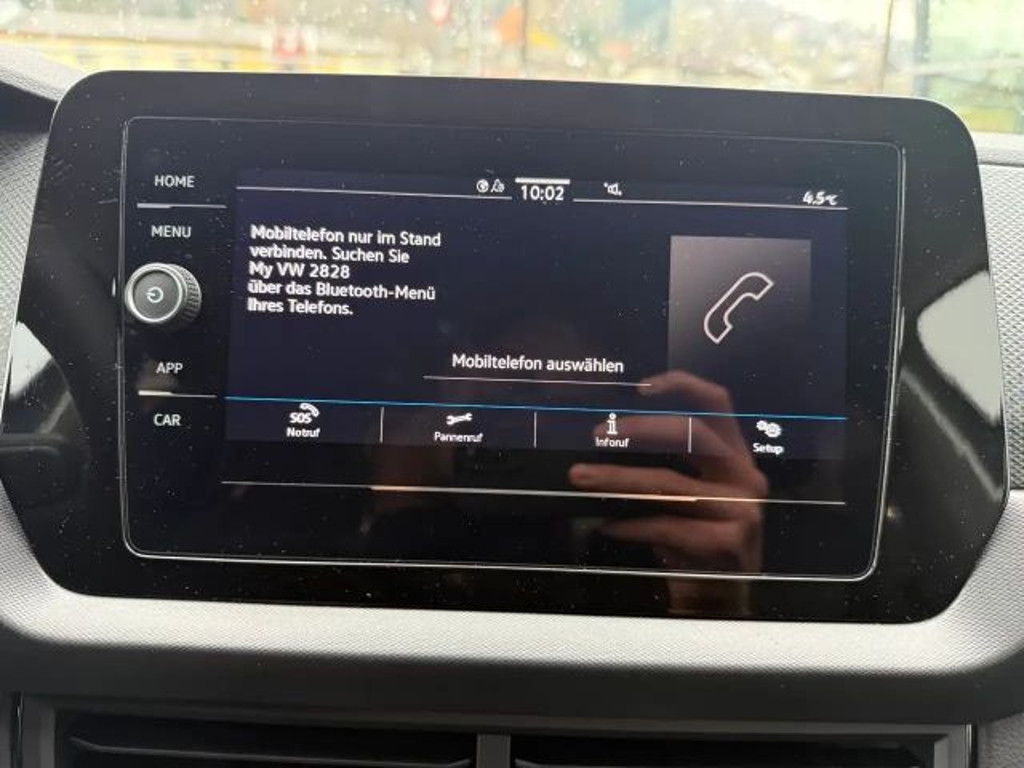 HOME
MENU
APP
CAR
10:02
4.5°C
Mobiltelefon nur im Stand
verbinden. Suchen Sie
My VW 2828
über das Bluetooth-Menü
Ihres Telefons.
Mobiltelefon auswählen
SOS
Notruf
Pannenruf
Inforuf
Setup